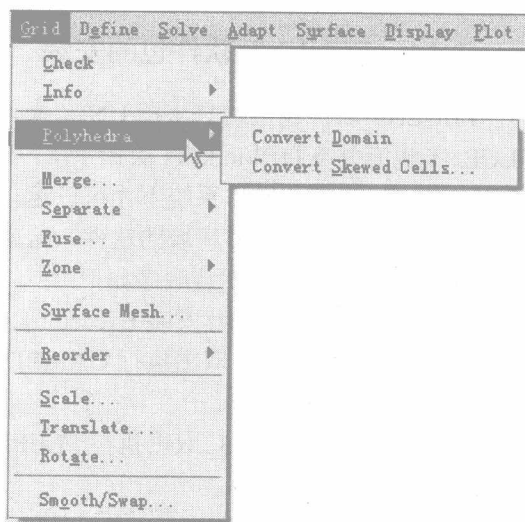 Grid Define Solve Adapt Surface Display Plot
Check
Info
Polyhedra
Convert Domain
Convert Skewed Cells...
Merge...
Separate
Fuse...
Zone
Surface Mesh...
Reorder
Scale...
Translate...
Rotate...
Smooth/Swap...